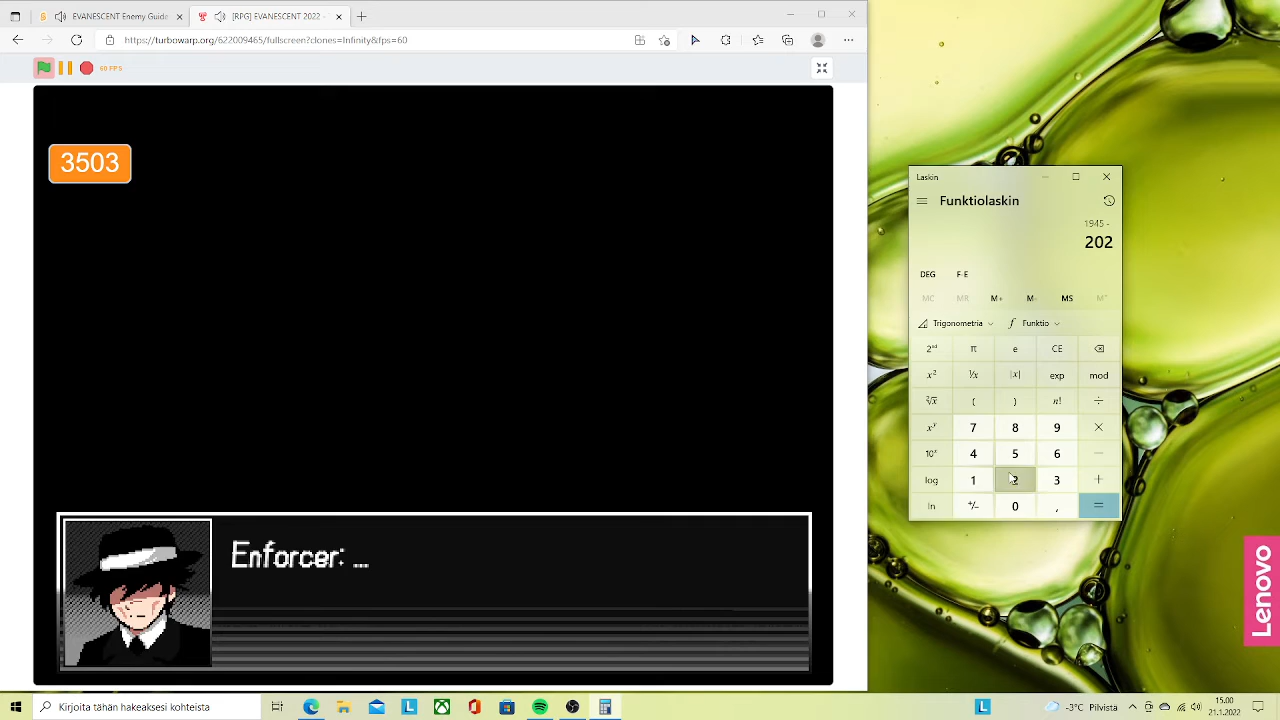 EVANESCENT Enemy Guide
[RPG] EVANESCENT 2022 -
https://turbowarp.org/622009465/fullscreen?clones=Infinity&fps=60
60 FPS
3503
Enforcer: ...
Laskin
Funktiolaskin
1945 -
202
DEG F-E
MC MR M+ M- MS M˅
Trigonometria f Funktio
2ⁿᵈ π e CE
x² ¹/x |x| exp mod
²√x ( ) n! ÷
xʸ 7 8 9 ×
10ˣ 4 5 6 −
log 1 2 3 +
ln +/− 0 , =
Lenovo
Kirjoita tähän hakeaksesi kohteita
L
L
-3°C Pilvistä
15.00
21.1.2022